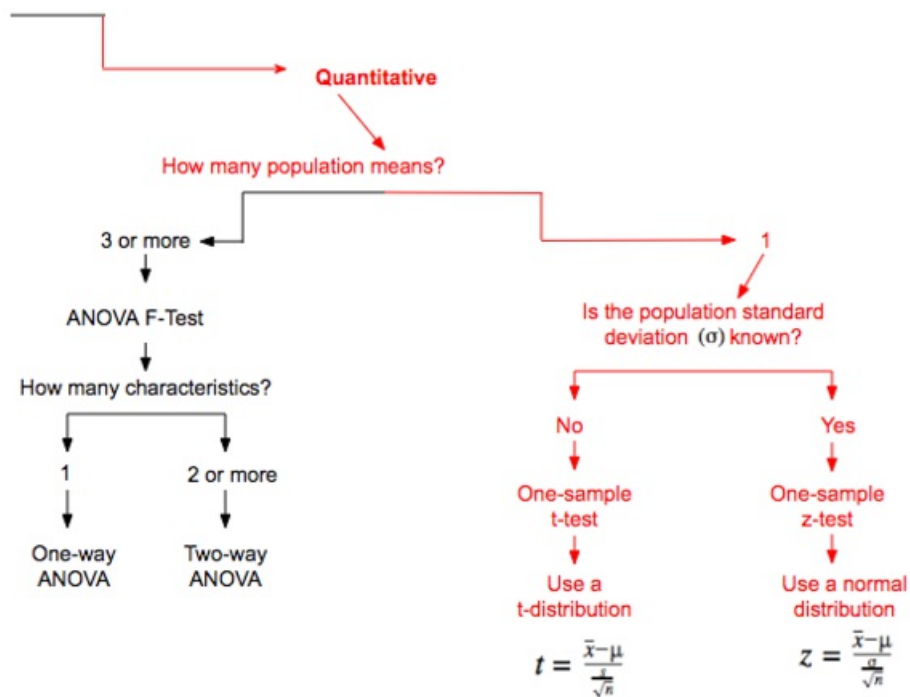 Quantitative
How many population means?
3 or more
1
ANOVA F-Test
Is the population standard
deviation (σ) known?
How many characteristics?
No
Yes
1
2 or more
One-sample
t-test
One-sample
z-test
One-way
ANOVA
Two-way
ANOVA
Use a
t-distribution
Use a normal
distribution
t = x̄−μ / s/√n
z = x̄−μ / σ/√n